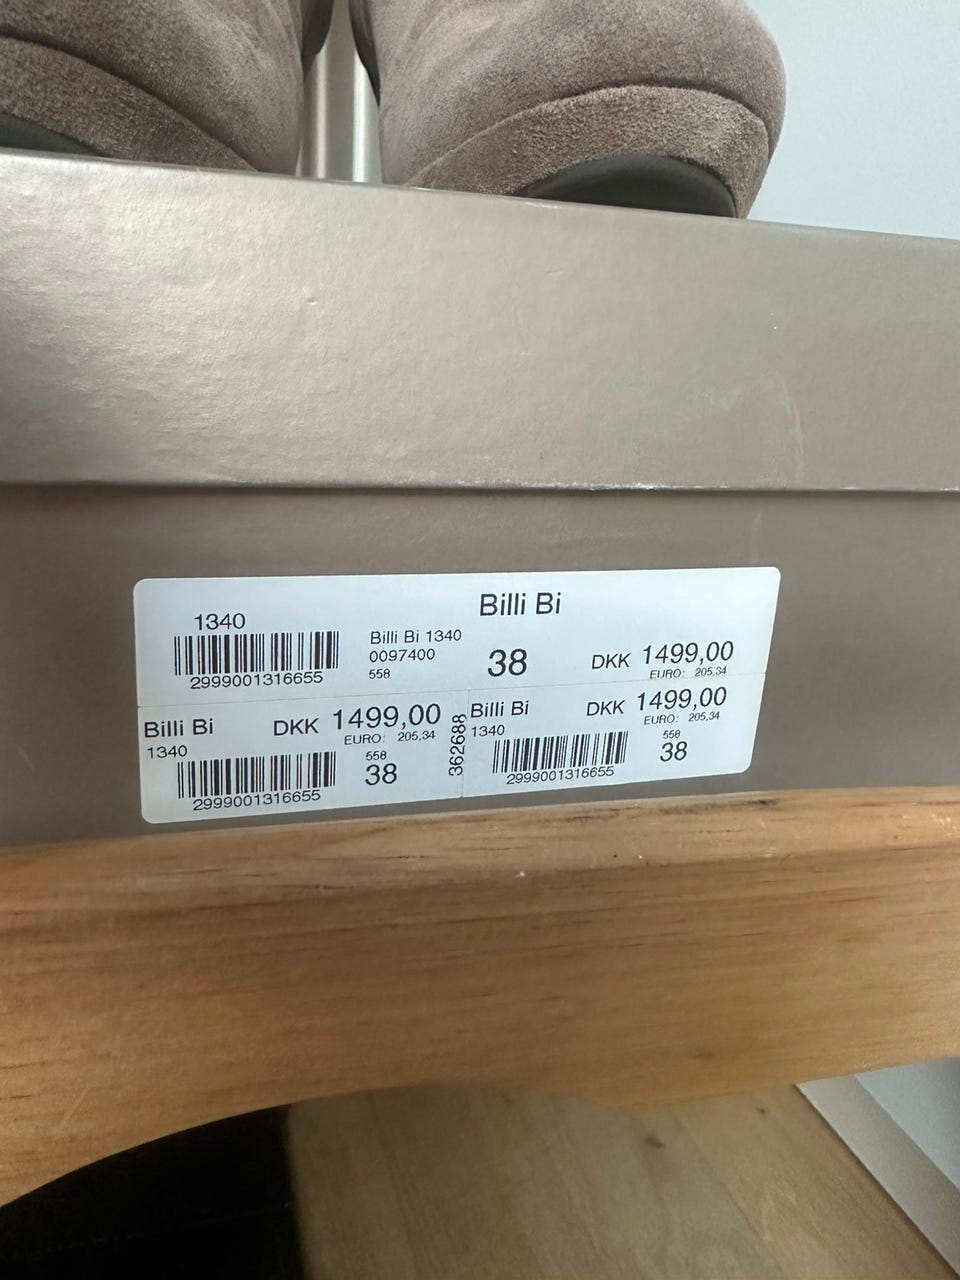 Billi Bi
1340
Billi Bi 1340
0097400
558
38
DKK 1499,00
EURO: 205,34
2999001316655
Billi Bi
1340
DKK 1499,00
EURO: 205,34
558
38
2999001316655
362688
Billi Bi
1340
DKK 1499,00
EURO: 205,34
558
38
2999001316655